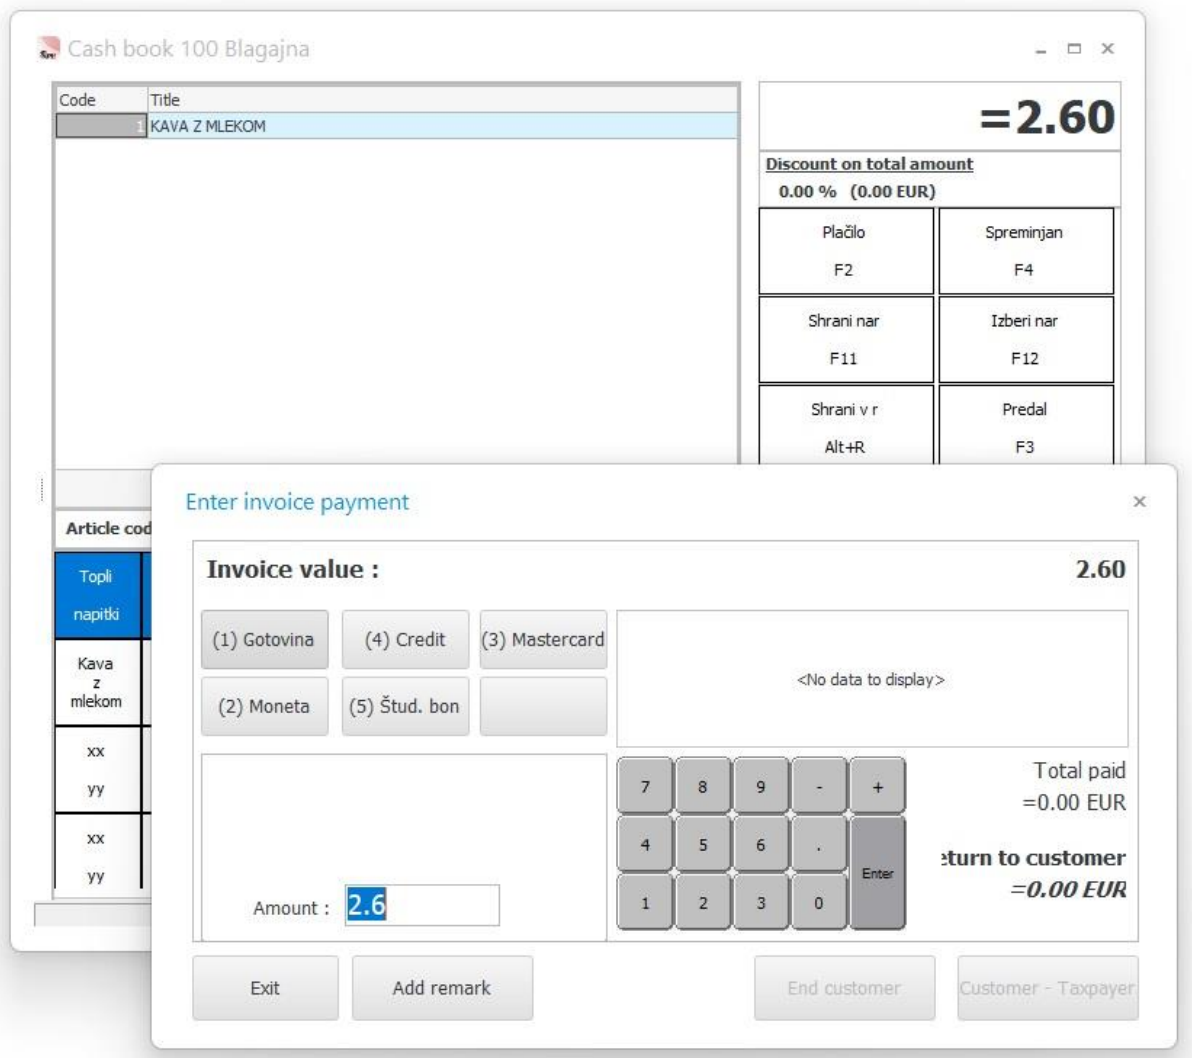 Cash book 100 Blagajna
Code Title
1 KAVA Z MLEKOM
=2.60
Discount on total amount
0.00 % (0.00 EUR)
Plačilo
F2
Spreminjan
F4
Shrani nar
F11
Izberi nar
F12
Shrani v r
Alt+R
Predal
F3
Article cod
Topli
napitki
Kava
z
mlekom
xx
yy
xx
yy
Enter invoice payment
Invoice value :
2.60
(1) Gotovina
(4) Credit
(3) Mastercard
(2) Moneta
(5) Štud. bon
<No data to display>
Amount : 2.6
7 8 9 - +
4 5 6 .
Enter
1 2 3 0
Total paid
=0.00 EUR
eturn to customer
=0.00 EUR
Exit
Add remark
End customer
Customer - Taxpayer